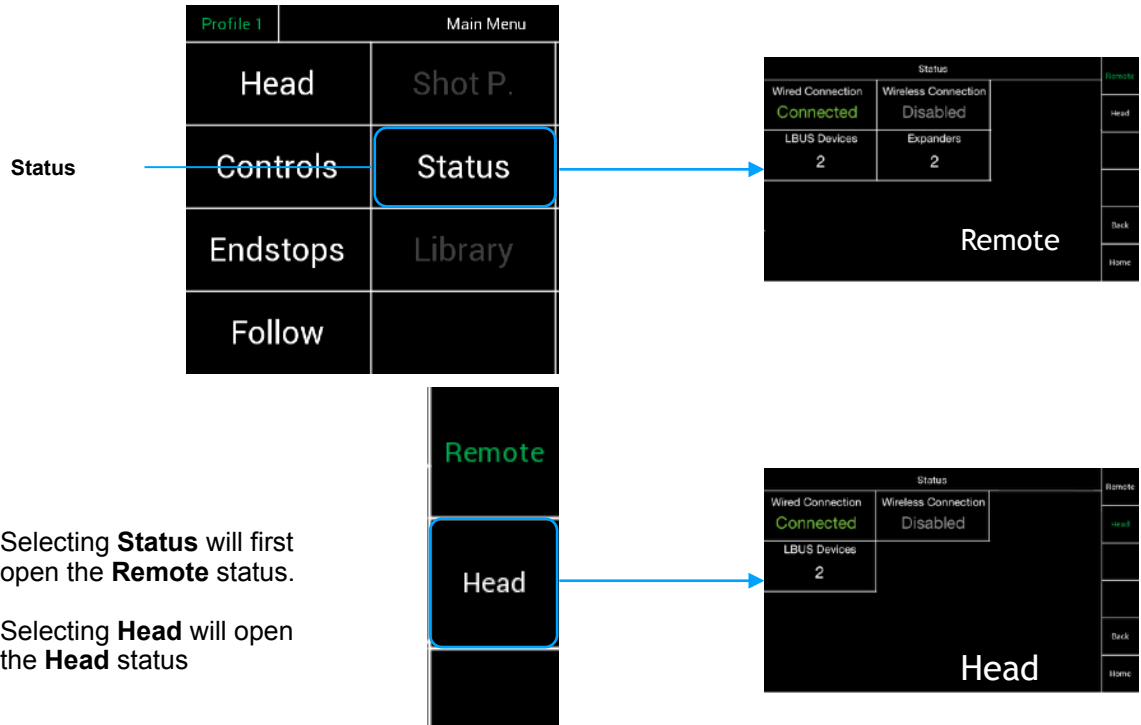 Profile 1
Main Menu
Head
Shot P.
Status
Controls
Status
Endstops
Library
Follow
Status
Remote
Wired Connection
Wireless Connection
Connected
Disabled
Head
LBUS Devices
Expanders
2
2
Back
Remote
Home
Remote
Head
Selecting Status will first
open the Remote status.
Selecting Head will open
the Head status
Status
Remote
Wired Connection
Wireless Connection
Connected
Disabled
Head
LBUS Devices
2
Back
Head
Home